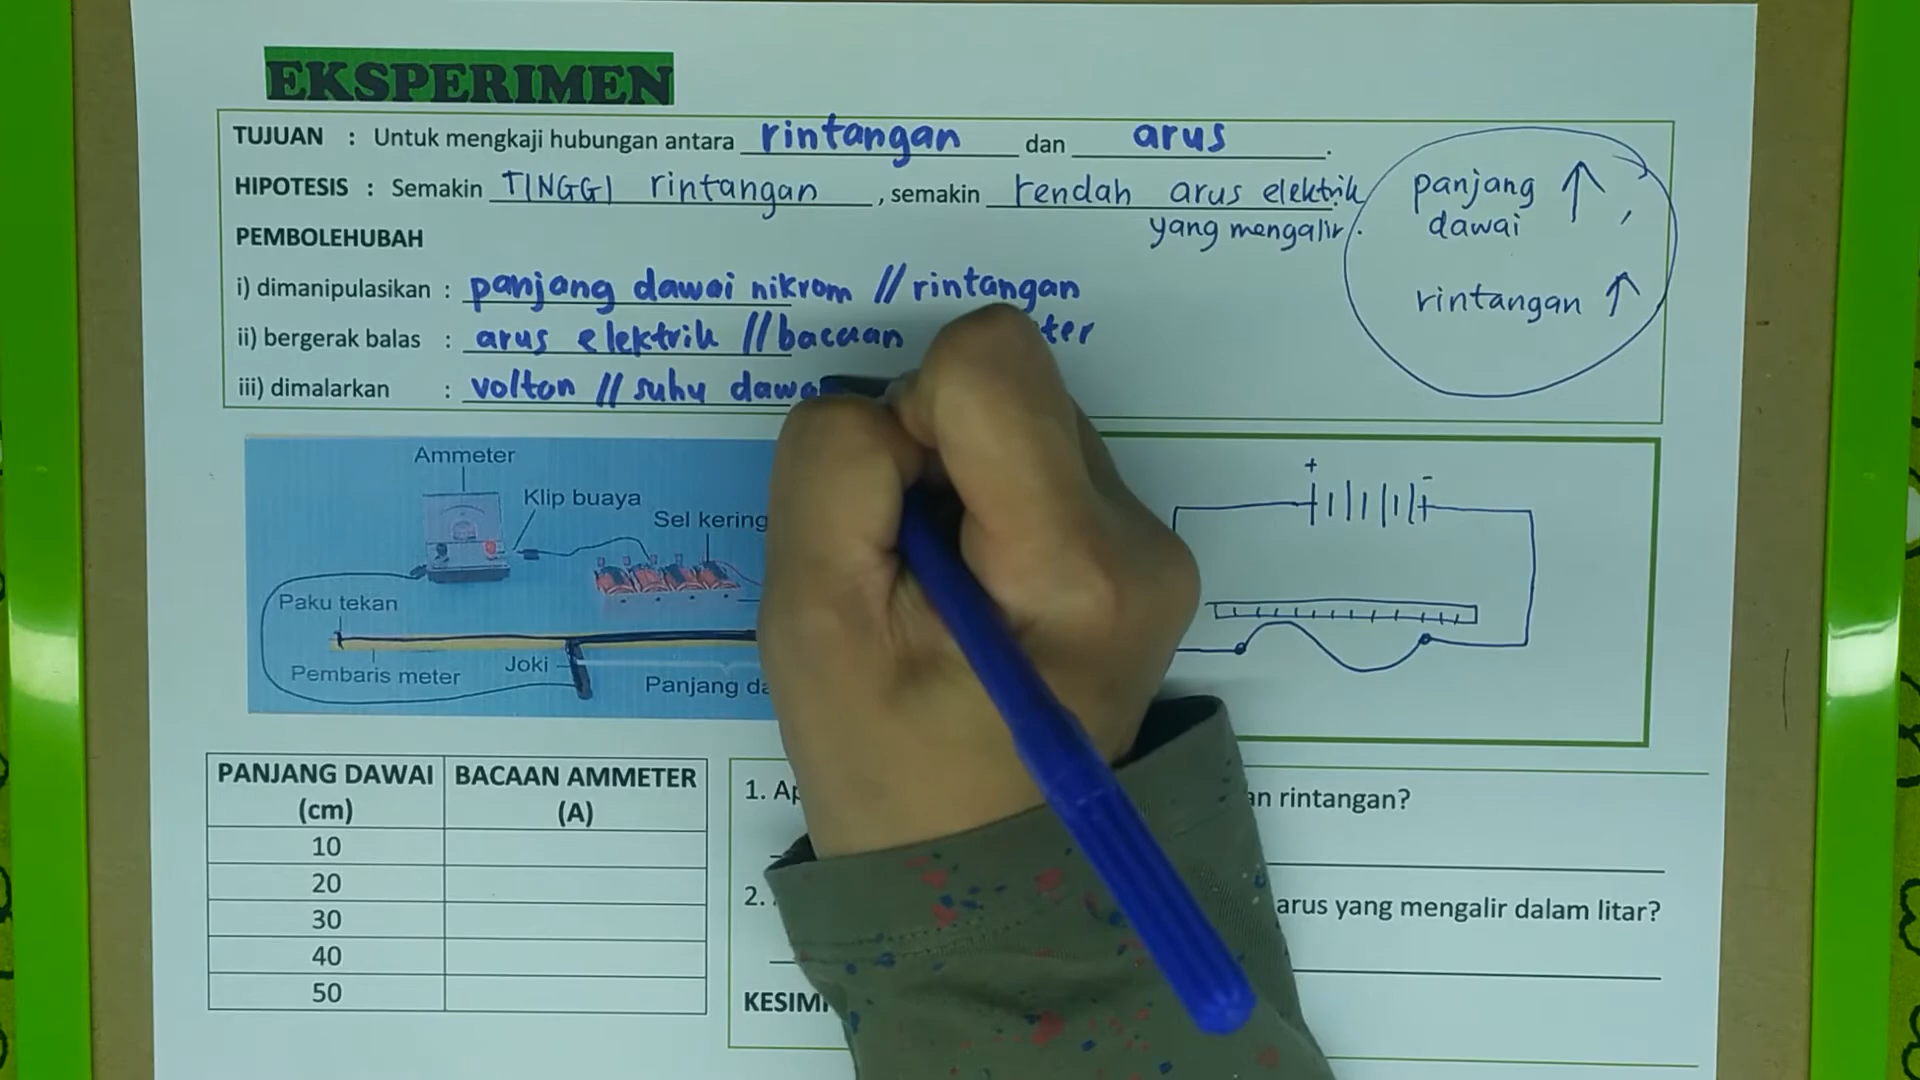 EKSPERIMEN
TUJUAN : Untuk mengkaji hubungan antara rintangan dan arus.
HIPOTESIS : Semakin TINGGI rintangan, semakin rendah arus elektrik
yang mengalir.
PEMBOLEHUBAH
i) dimanipulasikan : panjang dawai nikrom // rintangan
ii) bergerak balas : arus elektrik // bacaan
iii) dimalarkan : voltan // suhu
panjang ↑ ,
dawai
rintangan ↑
Ammeter
Klip buaya
Sel kering
Paku tekan
Pembaris meter
Joki
Panjang
+ -
PANJANG DAWAI (cm) BACAAN AMMETER (A)
10
20
30
40
50
1. rintangan?
2. arus yang mengalir dalam litar?